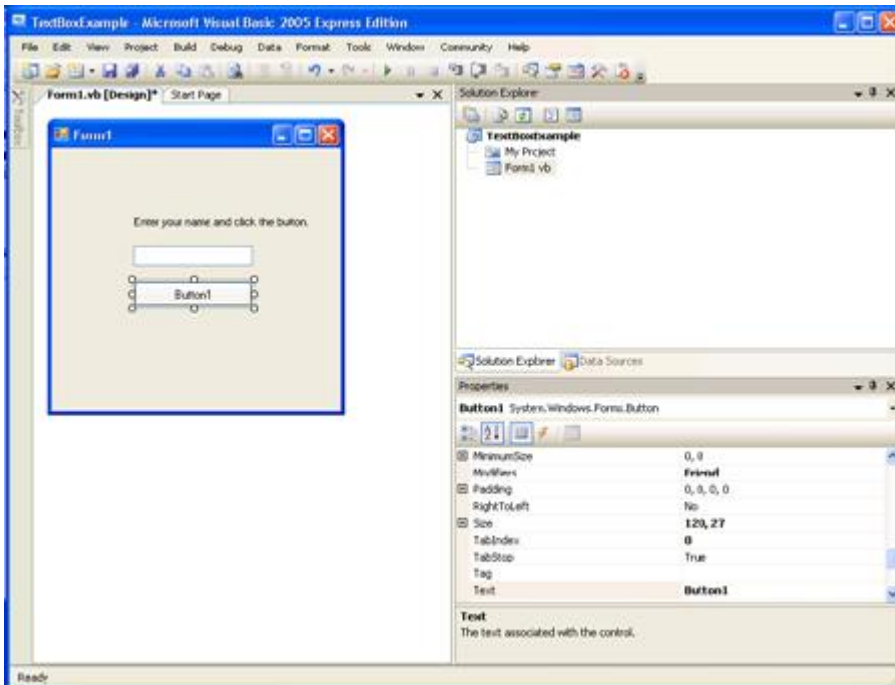 TextBoxExample - Microsoft Visual Basic 2005 Express Edition
File Edit View Project Build Debug Data Format Tools Window Community Help
Toolbox
Form1.vb [Design]* Start Page
Form1
Enter your name and click the button.
Button1
Solution Explorer
TextBoxExample
My Project
Form1.vb
Solution Explorer Data Sources
Properties
Button1 System.Windows.Forms.Button
MinimumSize 0, 0
Modifiers Friend
Padding 0, 0, 0, 0
RightToLeft No
Size 120, 27
TabIndex 0
TabStop True
Tag
Text Button1
Text
The text associated with the control.
Ready